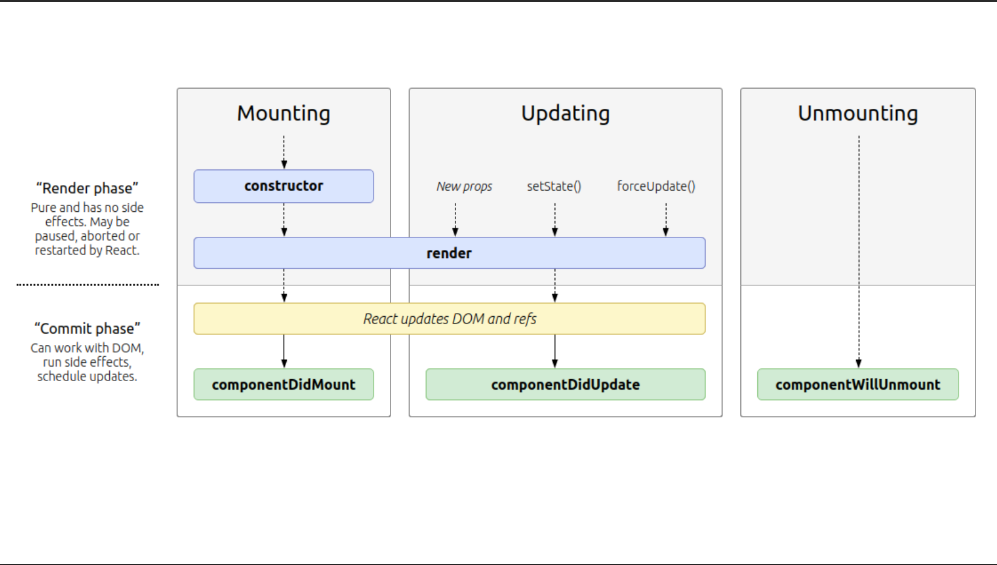 Mounting
Updating
Unmounting
“Render phase”
Pure and has no side
effects. May be
paused, aborted or
restarted by React.
constructor
New props
setState()
forceUpdate()
render
“Commit phase”
Can work with DOM,
run side effects,
schedule updates.
React updates DOM and refs
componentDidMount
componentDidUpdate
componentWillUnmount